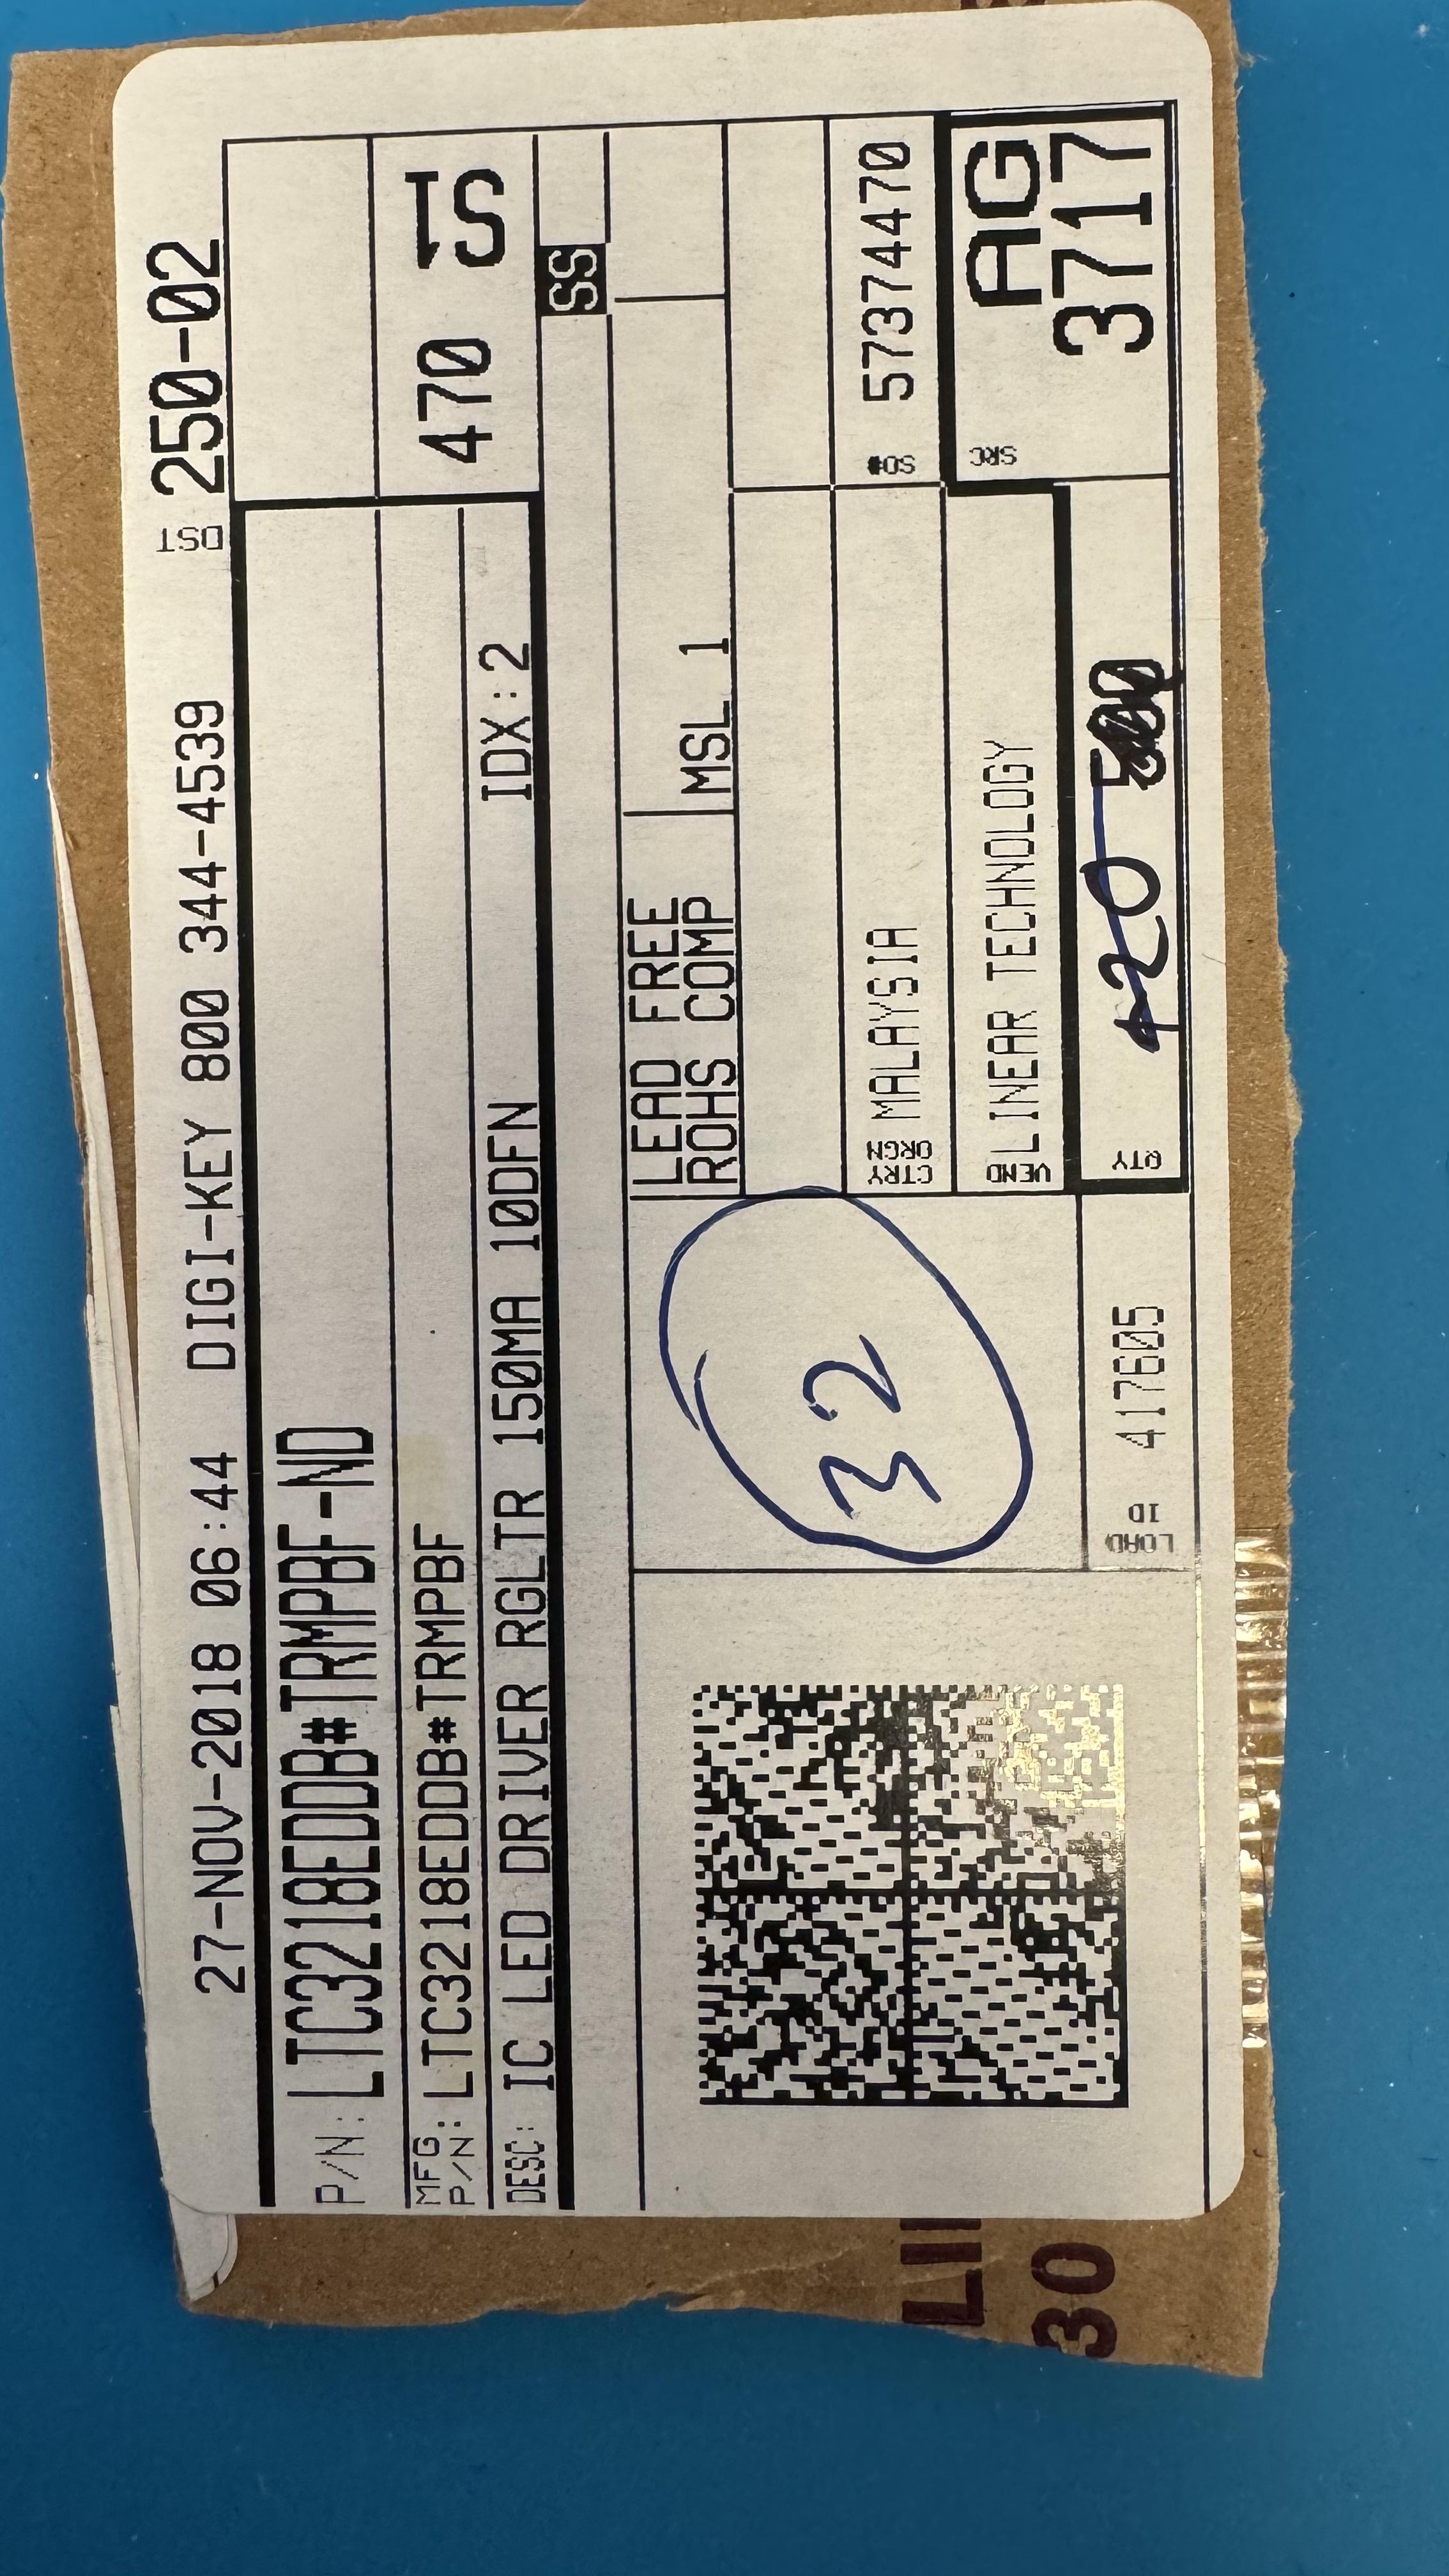 27-NOV-2018 06:44 DIGI-KEY 800 344-4539 DST 250-02
P/N: LTC3218EDDB#TRMPBF-ND
MFG P/N: LTC3218EDDB#TRMPBF
470 TS
DESC: IC LED DRIVER RGLTR 150MA 10DFN IDX:2
SS
LEAD FREE
ROHS COMP
MSL 1
CTRY ORGN MALAYSIA
SO# 57374470
VEND LINEAR TECHNOLOGY
SRC AG
3717
32
LOAD ID 417605
QTY 20
LI
30